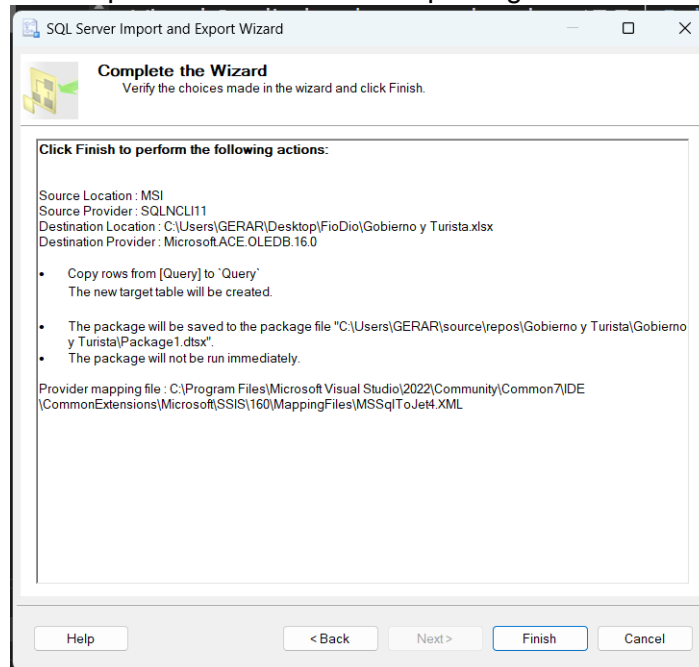 SQL Server Import and Export Wizard
Complete the Wizard
Verify the choices made in the wizard and click Finish.
Click Finish to perform the following actions:
Source Location : MSI
Source Provider : SQLNCLI11
Destination Location : C:\Users\GERAR\Desktop\FioDio\Gobierno y Turista.xlsx
Destination Provider : Microsoft.ACE.OLEDB.16.0
• Copy rows from [Query] to `Query`
The new target table will be created.
• The package will be saved to the package file "C:\Users\GERAR\source\repos\Gobierno y Turista\Gobierno
y Turista\Package1.dtsx".
• The package will not be run immediately.
Provider mapping file : C:\Program Files\Microsoft Visual Studio\2022\Community\Common7\IDE
\CommonExtensions\Microsoft\SSIS\160\MappingFiles\MSSqlToJet4.XML
Help
< Back
Next >
Finish
Cancel